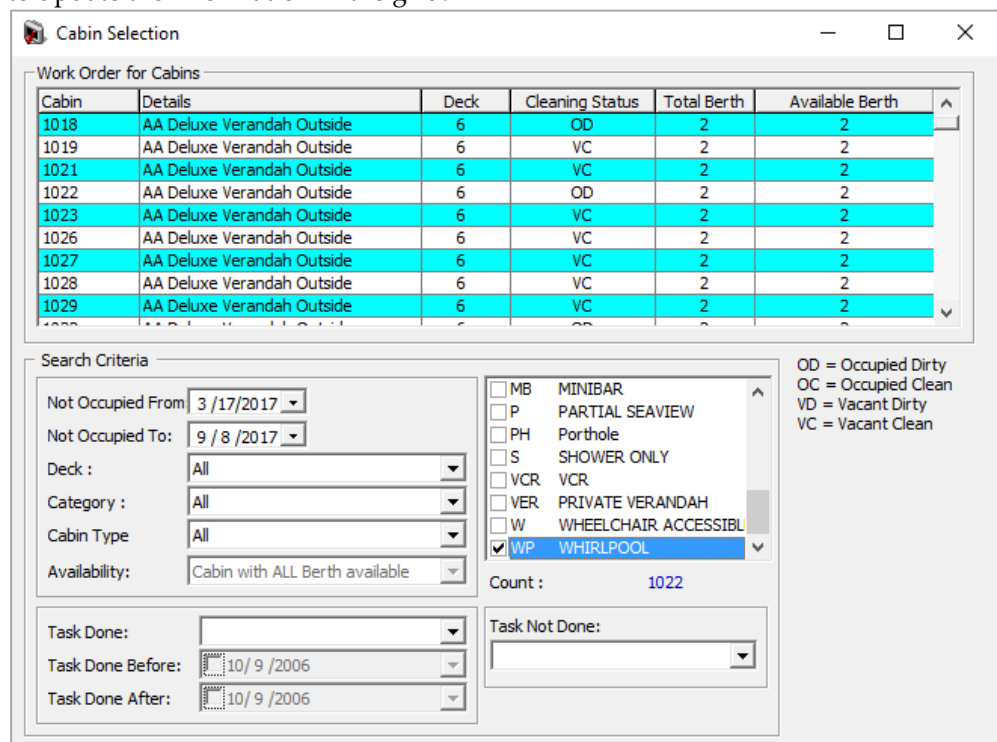 Cabin Selection
Work Order for Cabins
Cabin Details Deck Cleaning Status Total Berth Available Berth
1018 AA Deluxe Verandah Outside 6 OD 2 2
1019 AA Deluxe Verandah Outside 6 VC 2 2
1021 AA Deluxe Verandah Outside 6 VC 2 2
1022 AA Deluxe Verandah Outside 6 OD 2 2
1023 AA Deluxe Verandah Outside 6 VC 2 2
1026 AA Deluxe Verandah Outside 6 VC 2 2
1027 AA Deluxe Verandah Outside 6 VC 2 2
1028 AA Deluxe Verandah Outside 6 VC 2 2
1029 AA Deluxe Verandah Outside 6 VC 2 2
Search Criteria
Not Occupied From 3 /17/2017
Not Occupied To: 9 / 8 /2017
Deck : All
Category : All
Cabin Type All
Availability: Cabin with ALL Berth available
MB MINIBAR
P PARTIAL SEAVIEW
PH Porthole
S SHOWER ONLY
VCR VCR
VER PRIVATE VERANDAH
W WHEELCHAIR ACCESSIBL
WP WHIRLPOOL
Count : 1022
OD = Occupied Dirty
OC = Occupied Clean
VD = Vacant Dirty
VC = Vacant Clean
Task Done:
Task Done Before: 10/ 9 /2006
Task Done After: 10/ 9 /2006
Task Not Done: